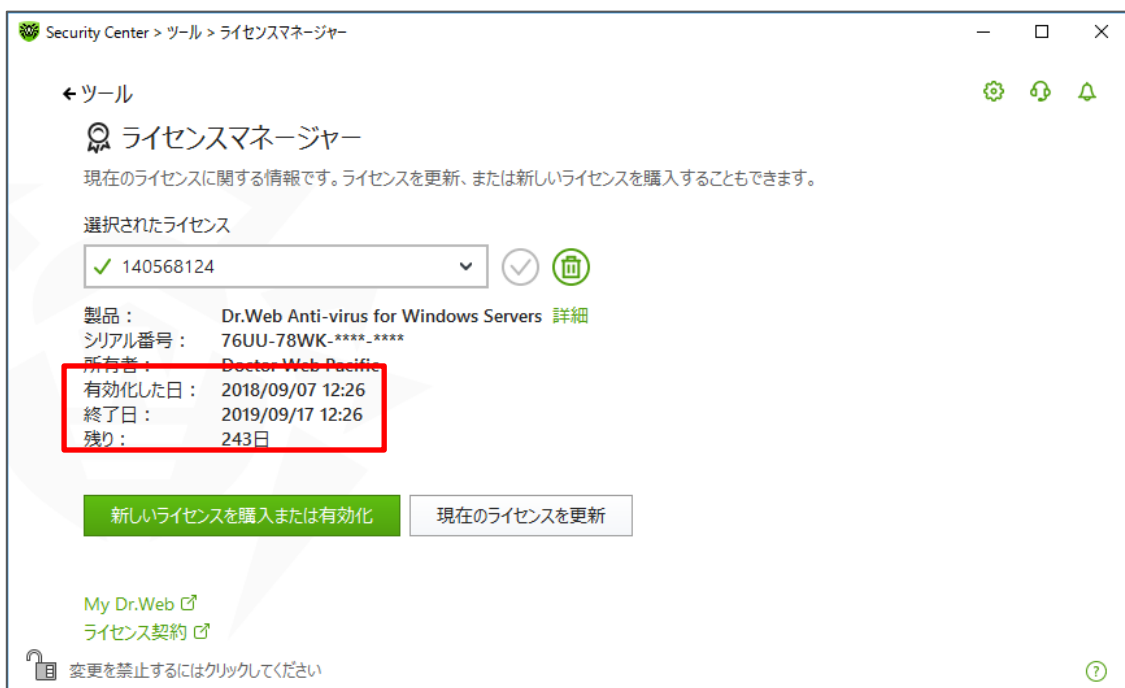 Security Center > ツール > ライセンスマネージャー
ツール
ライセンスマネージャー
現在のライセンスに関する情報です。ライセンスを更新、または新しいライセンスを購入することもできます。
選択されたライセンス
140568124
製品： Dr.Web Anti-virus for Windows Servers 詳細
シリアル番号： 76UU-78WK-****-****
所有者： Doctor Web Pacific
有効化した日： 2018/09/07 12:26
終了日： 2019/09/17 12:26
残り： 243日
新しいライセンスを購入または有効化 現在のライセンスを更新
My Dr.Web
ライセンス契約
変更を禁止するにはクリックしてください